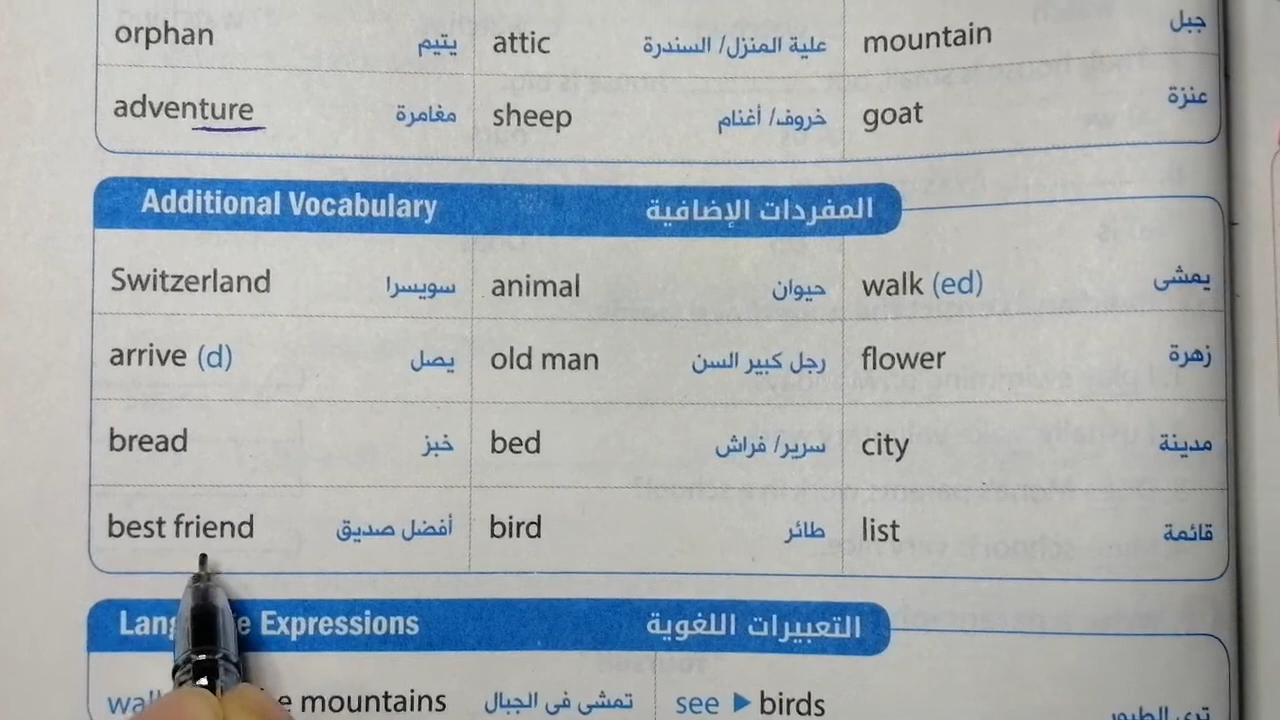 orphan يتيم attic علية المنزل/ السندرة mountain جبل
adventure مغامرة sheep خروف/ أغنام goat عنزة
Additional Vocabulary المفردات الإضافية
Switzerland سويسرا animal حيوان walk (ed) يمشى
arrive (d) يصل old man رجل كبير السن flower زهرة
bread خبز bed سرير/ فراش city مدينة
best friend أفضل صديق bird طائر list قائمة
Expressions التعبيرات اللغوية
mountains تمشى فى الجبال see ▶ birds ترى الطيور